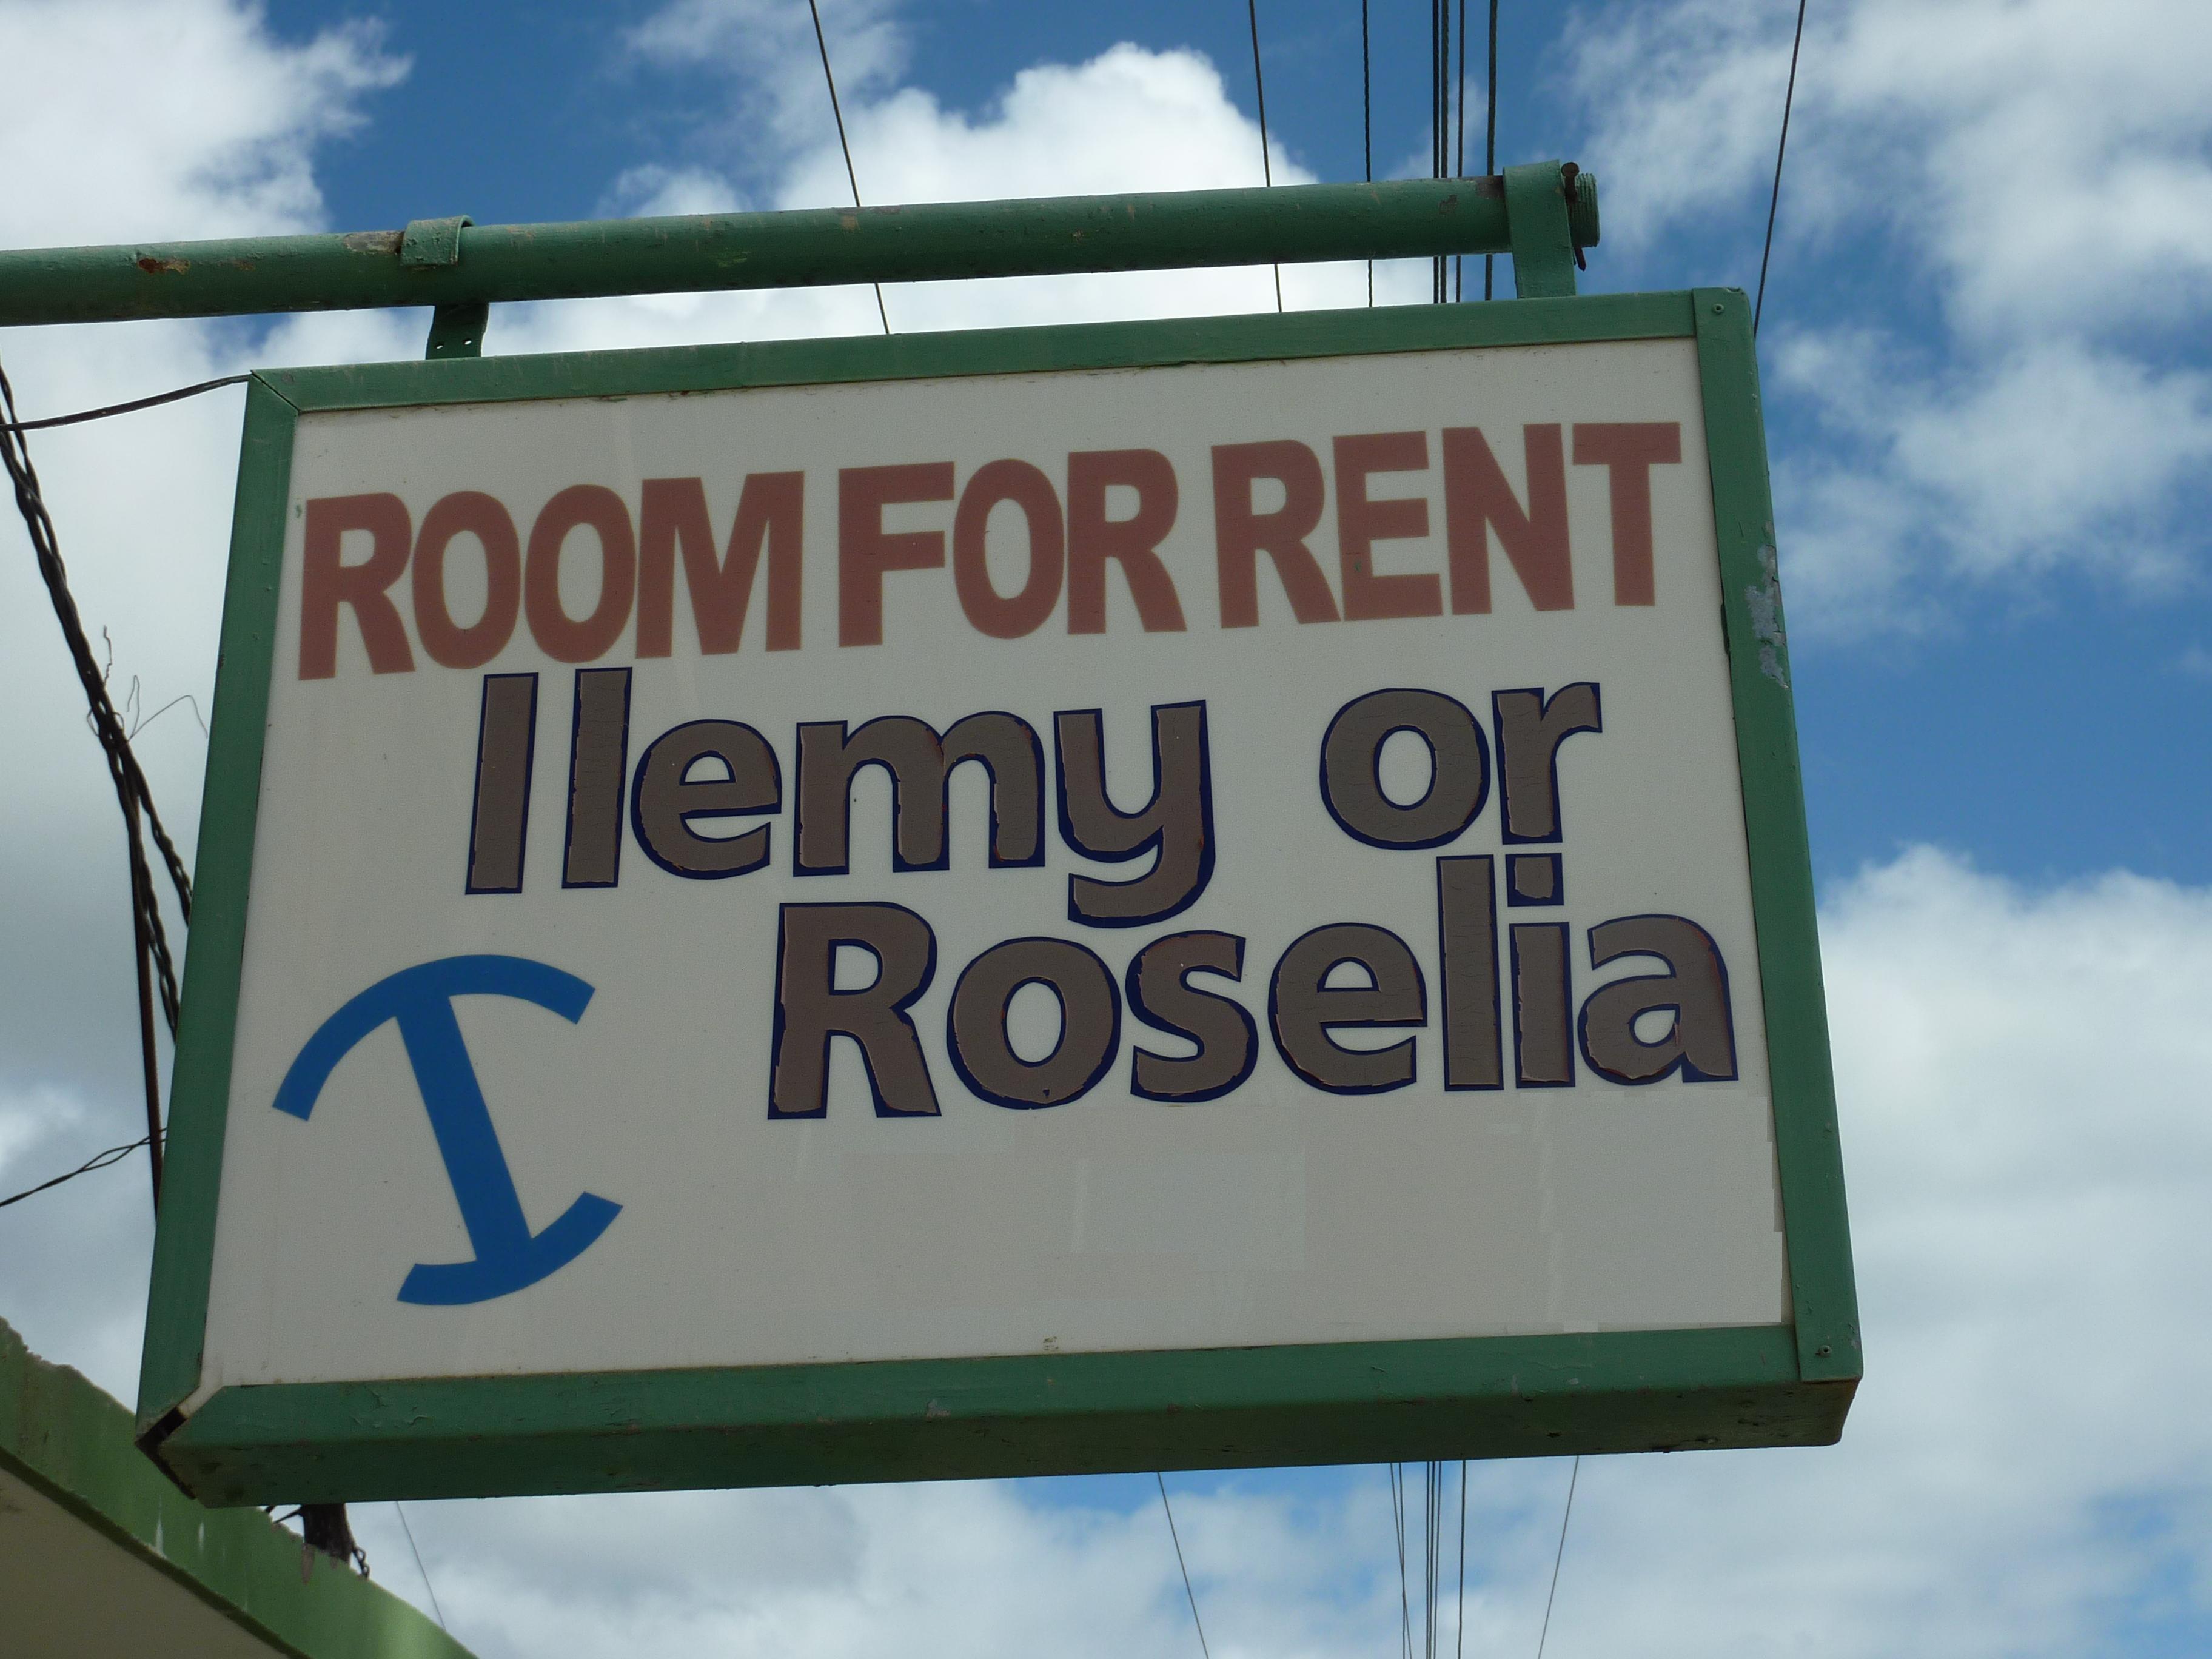 ROOM FOR RENT
Ilemy or
Roselia